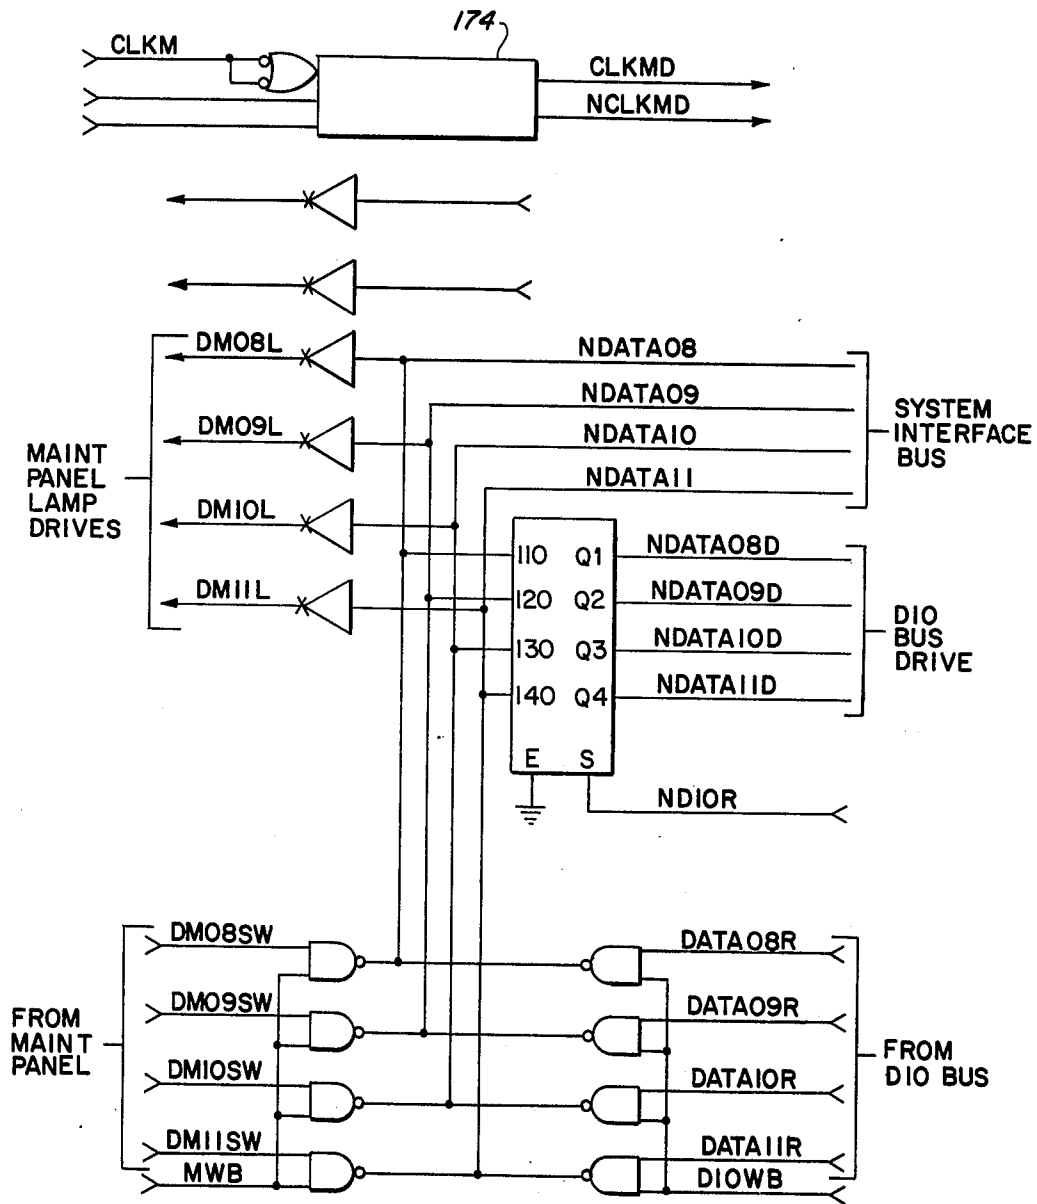 174
CLKM
CLKMD
NCLKMD
DM08L
NDATA08
DM09L
NDATA09
SYSTEM
INTERFACE
BUS
MAINT
PANEL
LAMP
DRIVES
NDATA10
DM10L
NDATA11
110 Q1
NDATA08D
DM11L
120 Q2
NDATA09D
DIO
BUS
DRIVE
130 Q3
NDATA10D
140 Q4
NDATA11D
E S
NDIOR
DM08SW
DATA08R
DM09SW
DATA09R
FROM
MAINT
PANEL
FROM
DIO BUS
DM10SW
DATA10R
DM11SW
DATA11R
MWB
DIOWB